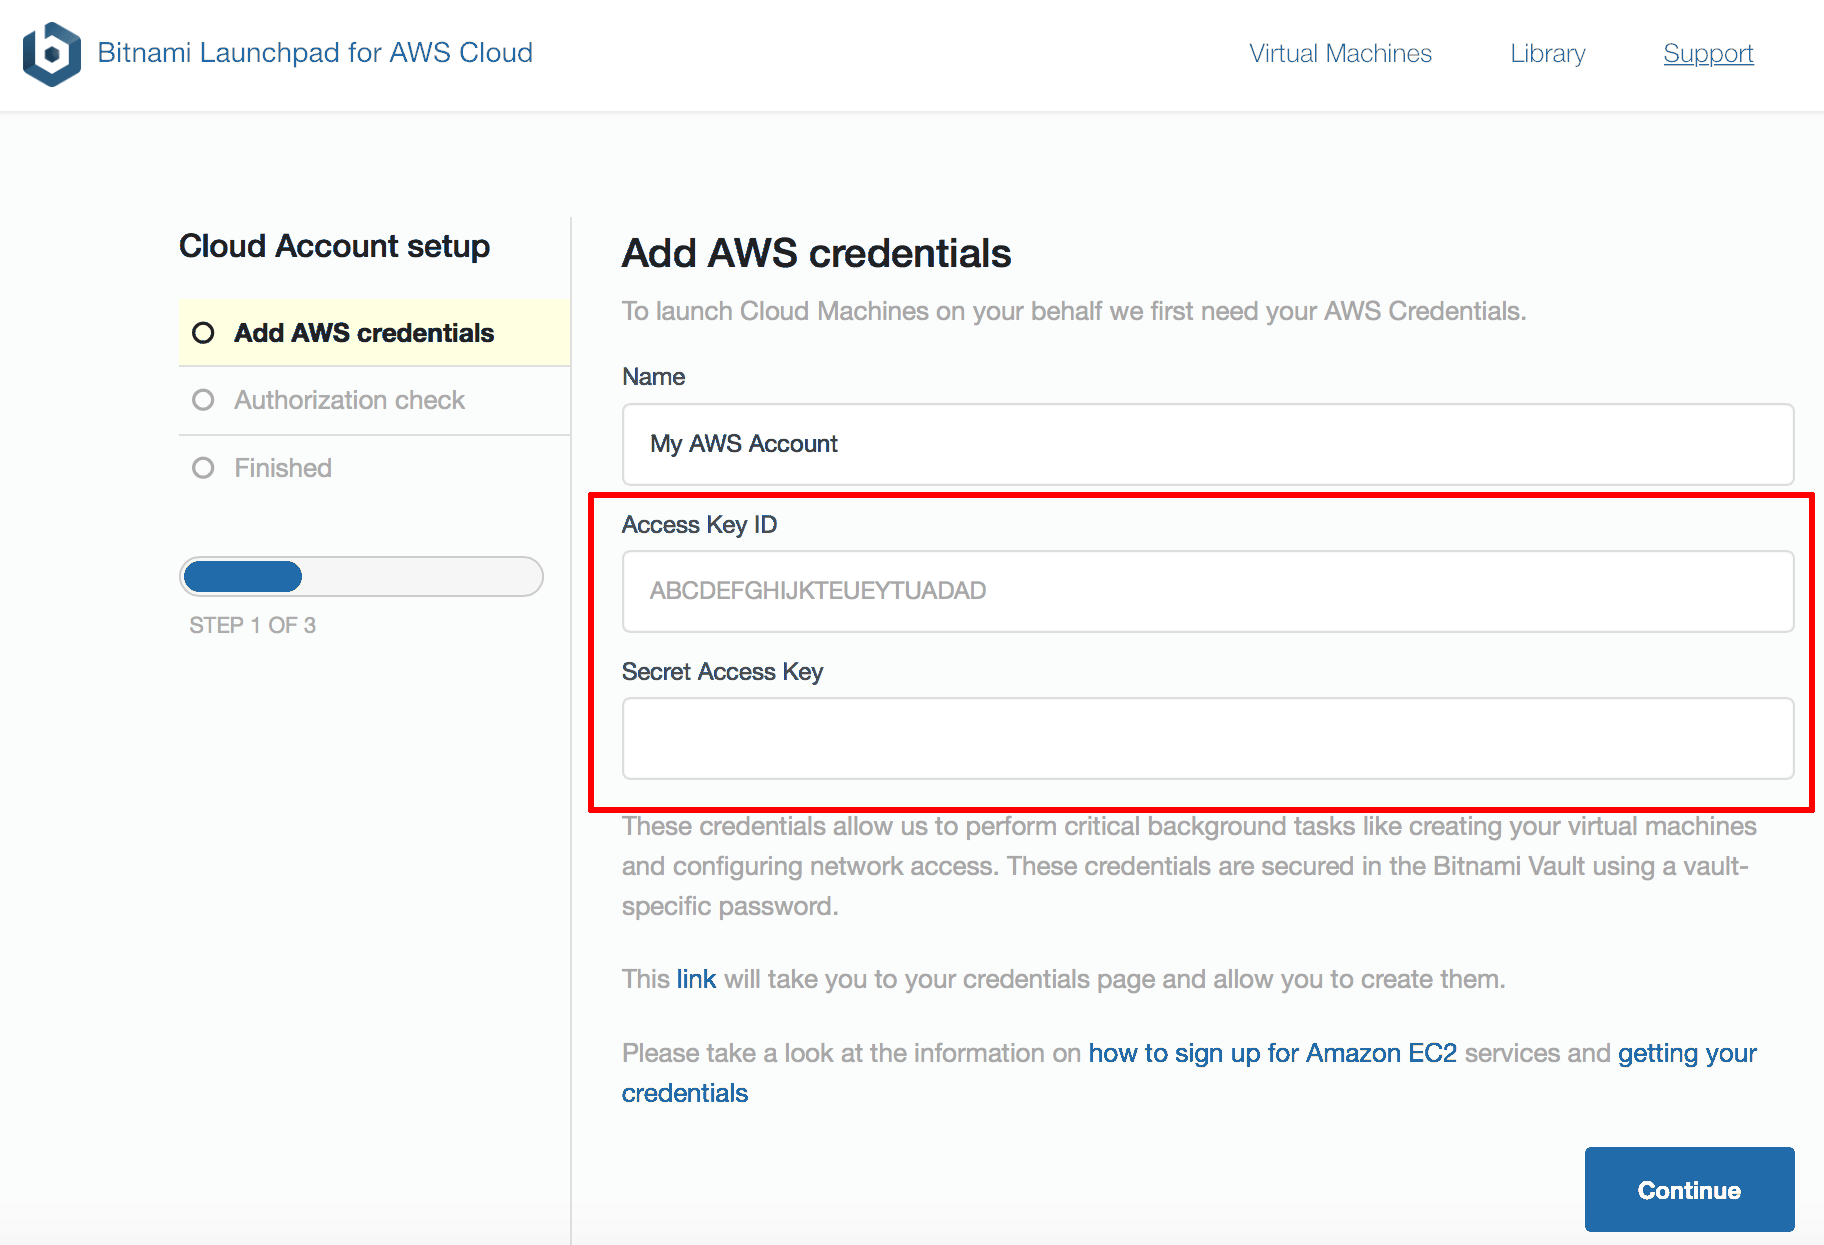 Bitnami Launchpad for AWS Cloud
Virtual Machines
Library
Support
Cloud Account setup
Add AWS credentials
Authorization check
Finished
STEP 1 OF 3
Add AWS credentials
To launch Cloud Machines on your behalf we first need your AWS Credentials.
Name
My AWS Account
Access Key ID
ABCDEFGHIJKTEUEYTUADAD
Secret Access Key
These credentials allow us to perform critical background tasks like creating your virtual machines
and configuring network access. These credentials are secured in the Bitnami Vault using a vault-
specific password.
This link will take you to your credentials page and allow you to create them.
Please take a look at the information on how to sign up for Amazon EC2 services and getting your
credentials
Continue